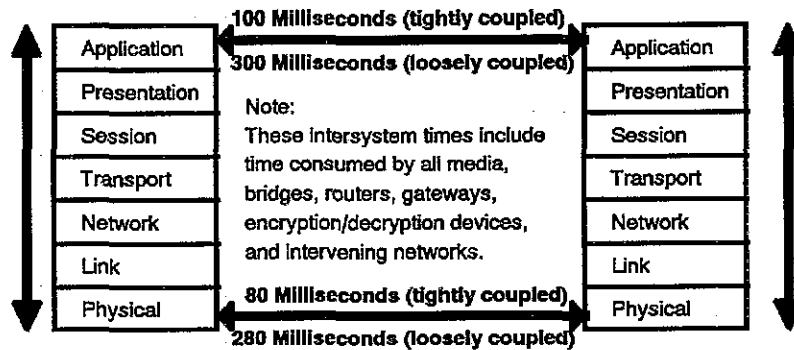 100 Milliseconds (tightly coupled)
300 Milliseconds (loosely coupled)
Application
Presentation
Session
Transport
Network
Link
Physical
Note:
These intersystem times include
time consumed by all media,
bridges, routers, gateways,
encryption/decryption devices,
and intervening networks.
80 Milliseconds (tightly coupled)
280 Milliseconds (loosely coupled)
Application
Presentation
Session
Transport
Network
Link
Physical